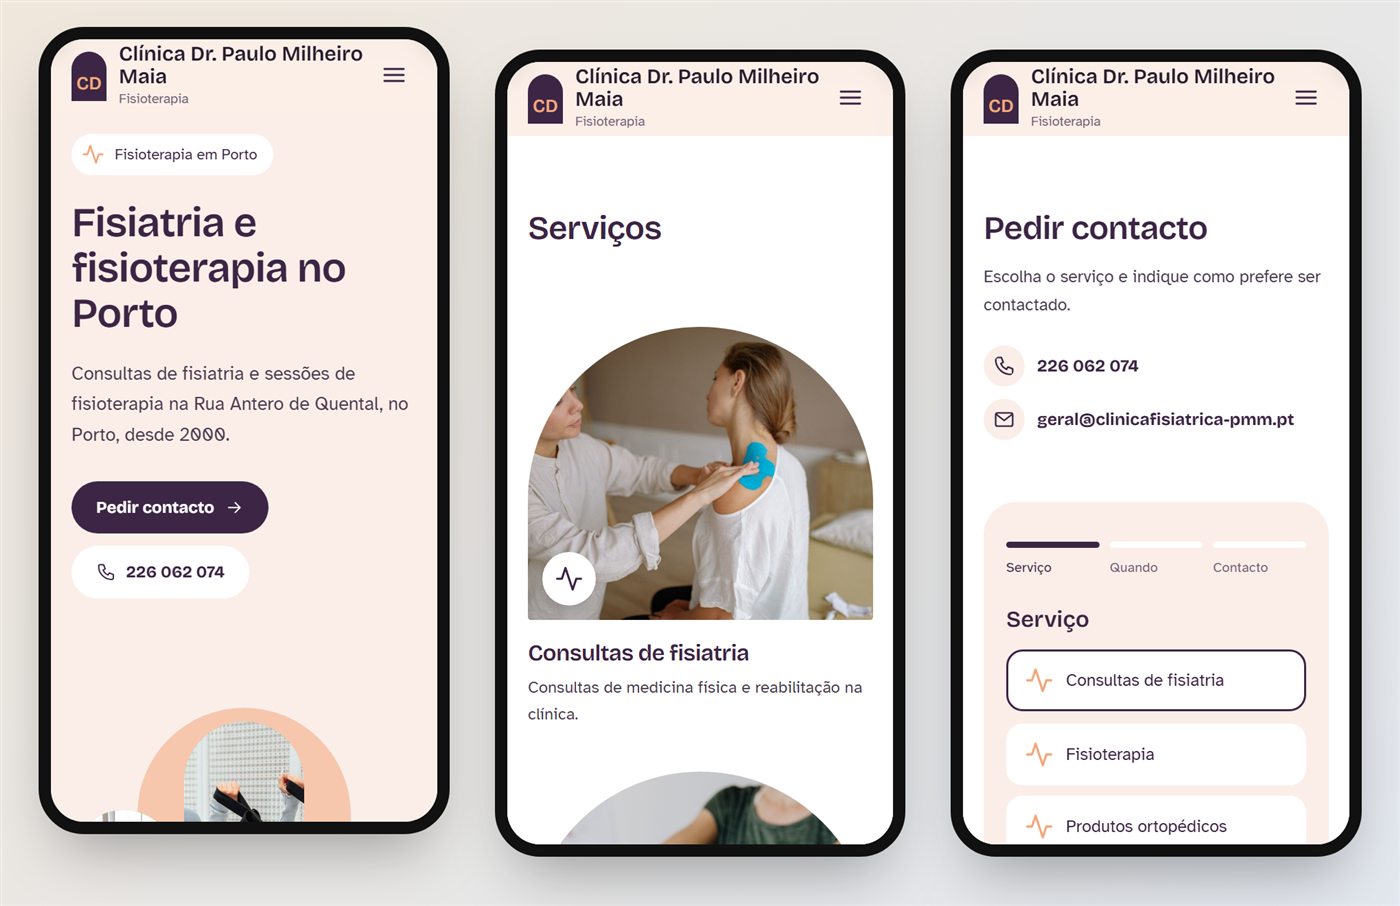 Clínica Dr. Paulo Milheiro
Maia
CD
Fisioterapia
Fisioterapia em Porto
Fisiatria e
fisioterapia no
Porto
Consultas de fisiatria e sessões de
fisioterapia na Rua Antero de Quental, no
Porto, desde 2000.
Pedir contacto
226 062 074
Clínica Dr. Paulo Milheiro
Maia
CD
Fisioterapia
Serviços
Consultas de fisiatria
Consultas de medicina física e reabilitação na
clínica.
Clínica Dr. Paulo Milheiro
Maia
CD
Fisioterapia
Pedir contacto
Escolha o serviço e indique como prefere ser
contactado.
226 062 074
geral@clinicafisiatrica-pmm.pt
Serviço Quando Contacto
Serviço
Consultas de fisiatria
Fisioterapia
Produtos ortopédicos